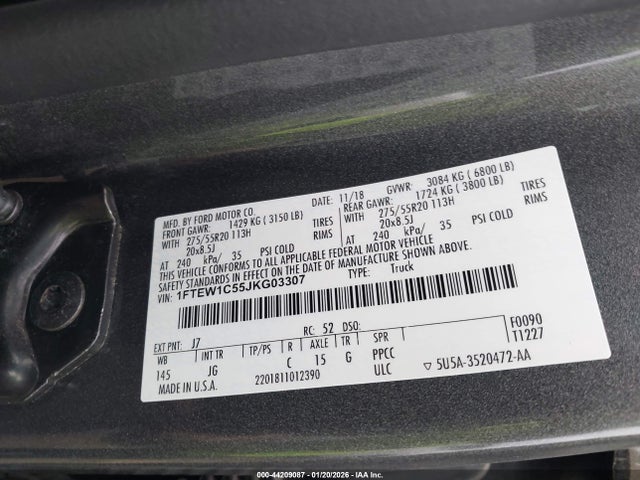 MFD. BY FORD MOTOR CO. DATE: 11/18 GVWR: 3084 KG ( 6800 LB)
FRONT GAWR: 1429 KG ( 3150 LB) REAR GAWR: 1724 KG ( 3800 LB)
WITH 275/55R20 113H TIRES WITH 275/55R20 113H TIRES
20x8.5J RIMS 20x8.5J RIMS
AT 240 kPa/ 35 PSI COLD AT 240 kPa/ 35 PSI COLD
THIS VEHICLE CONFORMS TO ALL APPLICABLE FEDERAL MOTOR VEHICLE
SAFETY STANDARDS IN EFFECT ON THE DATE OF MANUFACTURE SHOWN ABOVE.
VIN: 1FTEW1C55JKG03307 TYPE: Truck
F0090
T1227
EXT PNT: J7 RC: 52 DSO:
WB INT TR TP/PS R AXLE TR SPR
145 JG C 15 G PPCC
MADE IN U.S.A. 2201811012390 ULC ▽ 5U5A-3520472-AA
000-44209087 - 01/20/2026 - IAA Inc.